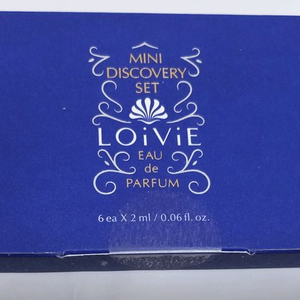 MINI
DISCOVERY
SET
LOiViE
EAU
de
PARFUM
6 ea X 2 ml / 0.06 fl. oz.